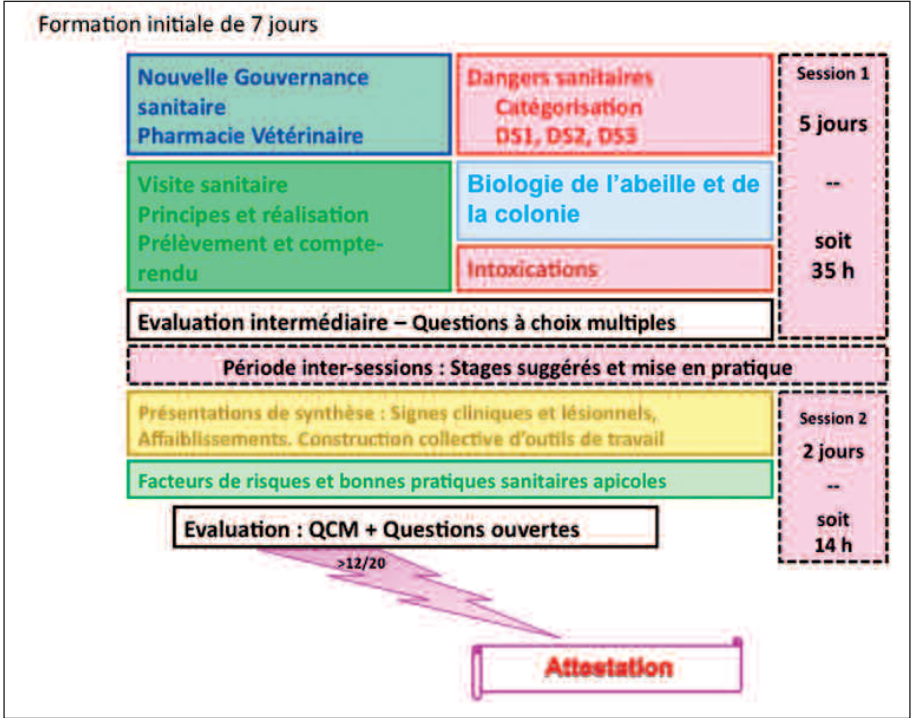 Formation initiale de 7 jours
Nouvelle Gouvernance
sanitaire
Pharmacie Vétérinaire
Dangers sanitaires
Catégorisation
DS1, DS2, DS3
Session 1
5 jours
--
soit
35 h
Visite sanitaire
Principes et réalisation
Prélèvement et compte-
rendu
Biologie de l’abeille et de
la colonie
Intoxications
Evaluation intermédiaire – Questions à choix multiples
Période inter-sessions : Stages suggérés et mise en pratique
Présentations de synthèse : Signes cliniques et lésionnels,
Affaiblissements. Construction collective d’outils de travail
Facteurs de risques et bonnes pratiques sanitaires apicoles
Session 2
2 jours
--
soit
14 h
Evaluation : QCM + Questions ouvertes
>12/20
Attestation